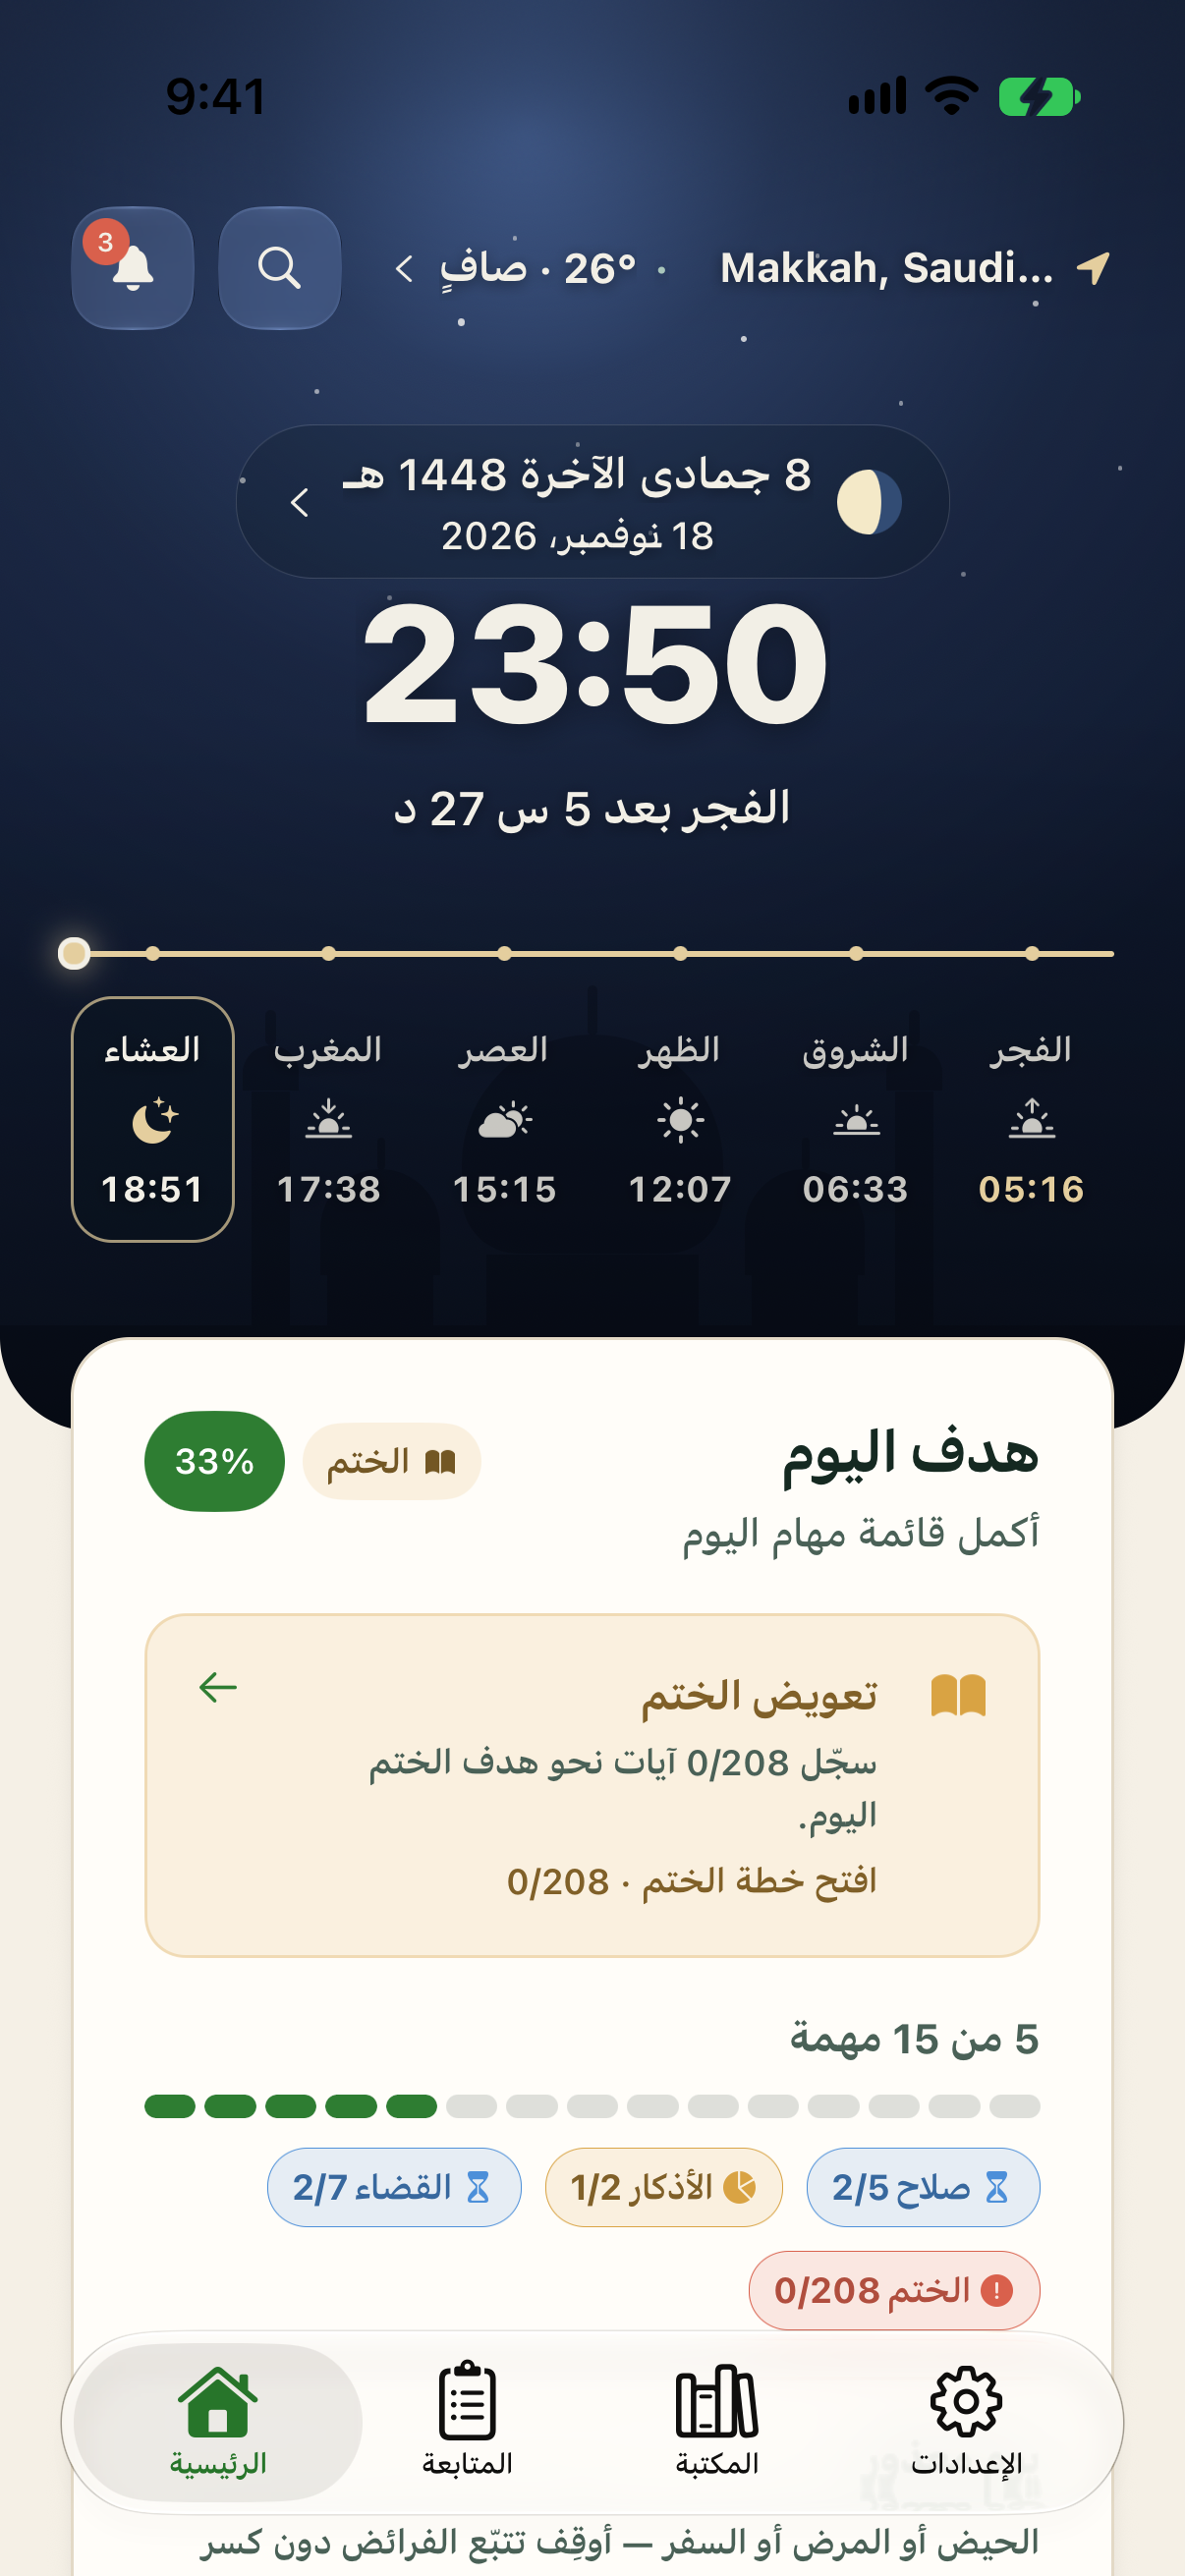 9:41
Makkah, Saudi... · 26° · صافٍ
3
8 جمادى الآخرة 1448 هـ
18 نوفمبر، 2026
23:50
الفجر بعد 5 س 27 د
الفجر الشروق الظهر العصر المغرب العشاء
05:16 06:33 12:07 15:15 17:38 18:51
هدف اليوم
الختم
33%
أكمل قائمة مهام اليوم
تعويض الختم
سجّل 0/208 آيات نحو هدف الختم
اليوم.
افتح خطة الختم · 0/208
5 من 15 مهمة
صلاح 2/5
الأذكار 1/2
القضاء 2/7
الختم 0/208
الإعدادات المكتبة المتابعة الرئيسية
الحيض أو المرض أو السفر — أوقِف تتبّع الفرائض دون كسر